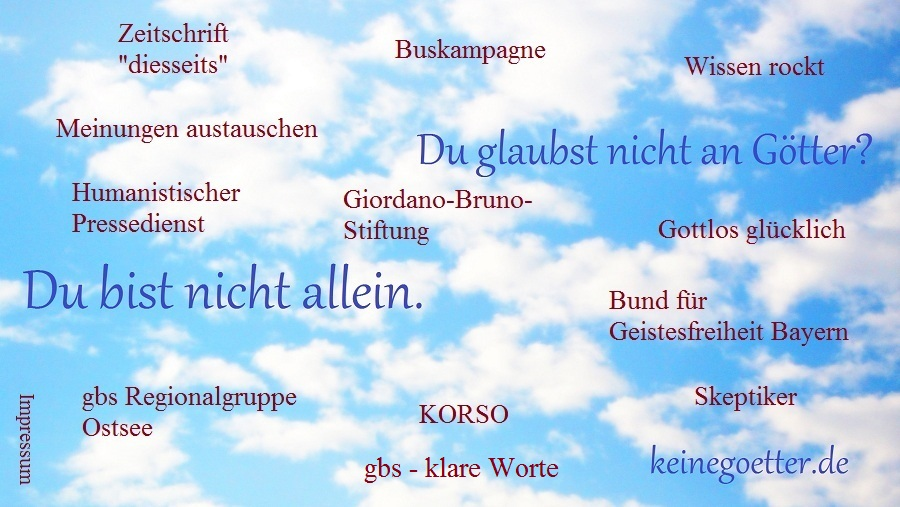 Zeitschrift
"diesseits"
Buskampagne
Wissen rockt
Meinungen austauschen
Du glaubst nicht an Götter?
Humanistischer
Pressedienst
Giordano-Bruno-
Stiftung
Gottlos glücklich
Du bist nicht allein.
Bund für
Geistesfreiheit Bayern
gbs Regionalgruppe
Ostsee
KORSO
Skeptiker
gbs - klare Worte
keinegoetter.de
Impressum